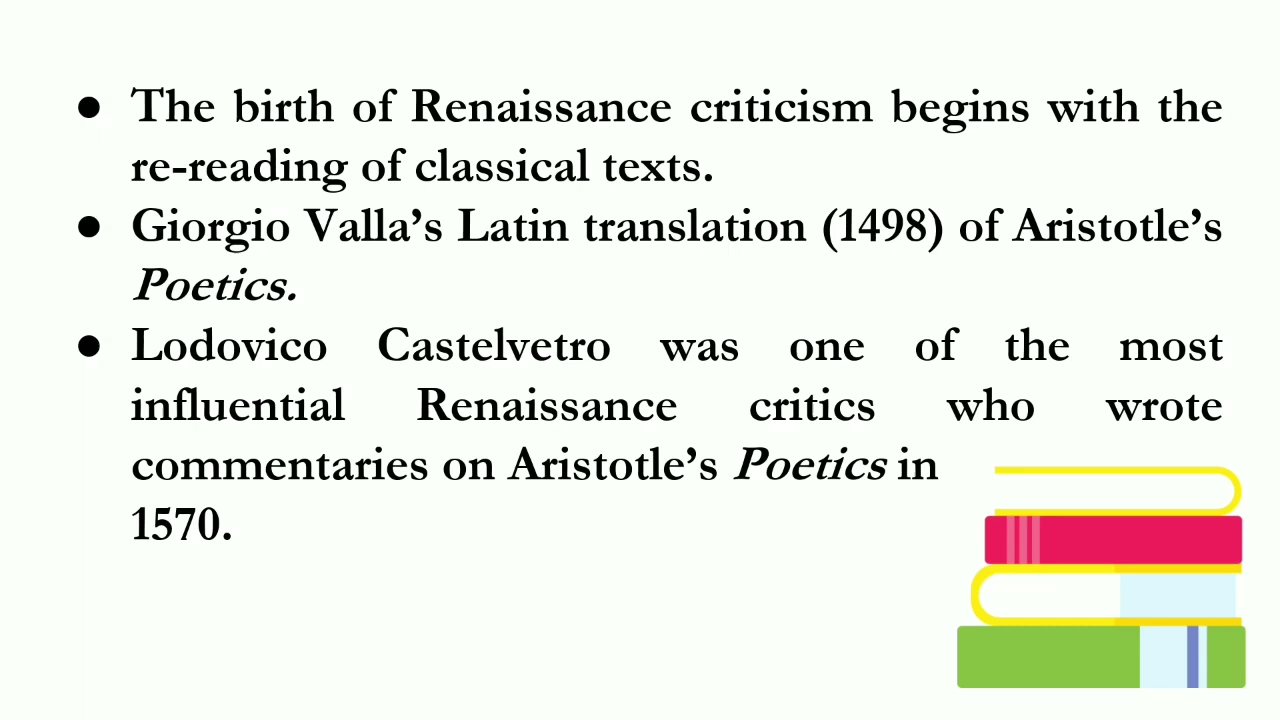 ● The birth of Renaissance criticism begins with the
re-reading of classical texts.
● Giorgio Valla’s Latin translation (1498) of Aristotle’s
Poetics.
● Lodovico Castelvetro was one of the most
influential Renaissance critics who wrote
commentaries on Aristotle’s Poetics in
1570.